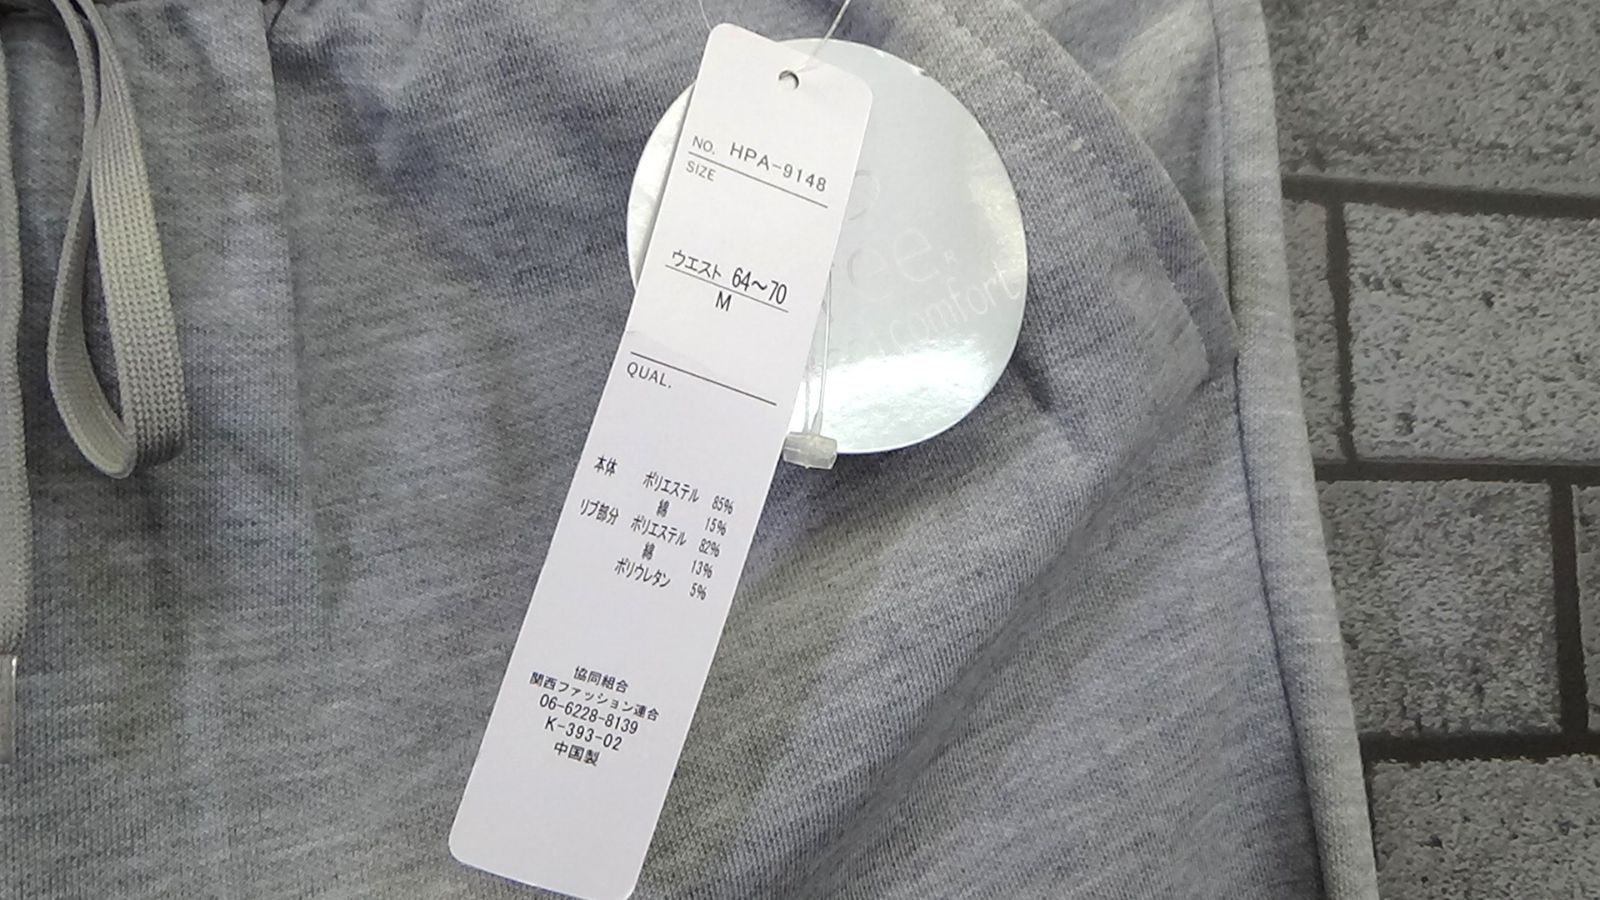 NO. HPA-9148
SIZE
ウエスト 64～70
M
QUAL.
本体 ポリエステル 85%
綿 15%
リブ部分 ポリエステル 82%
綿 13%
ポリウレタン 5%
協同組合
関西ファッション連合
06-6228-8139
K-393-02
中国製
comfort